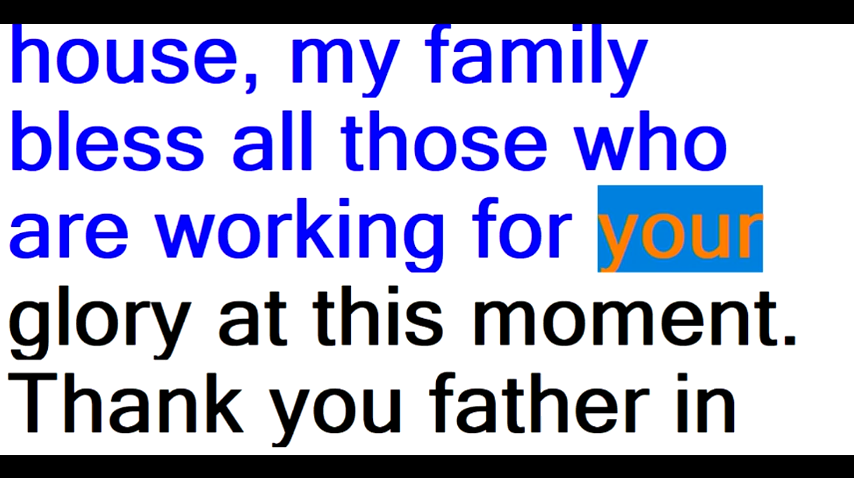 house, my family
bless all those who
are working for your
glory at this moment.
Thank you father in